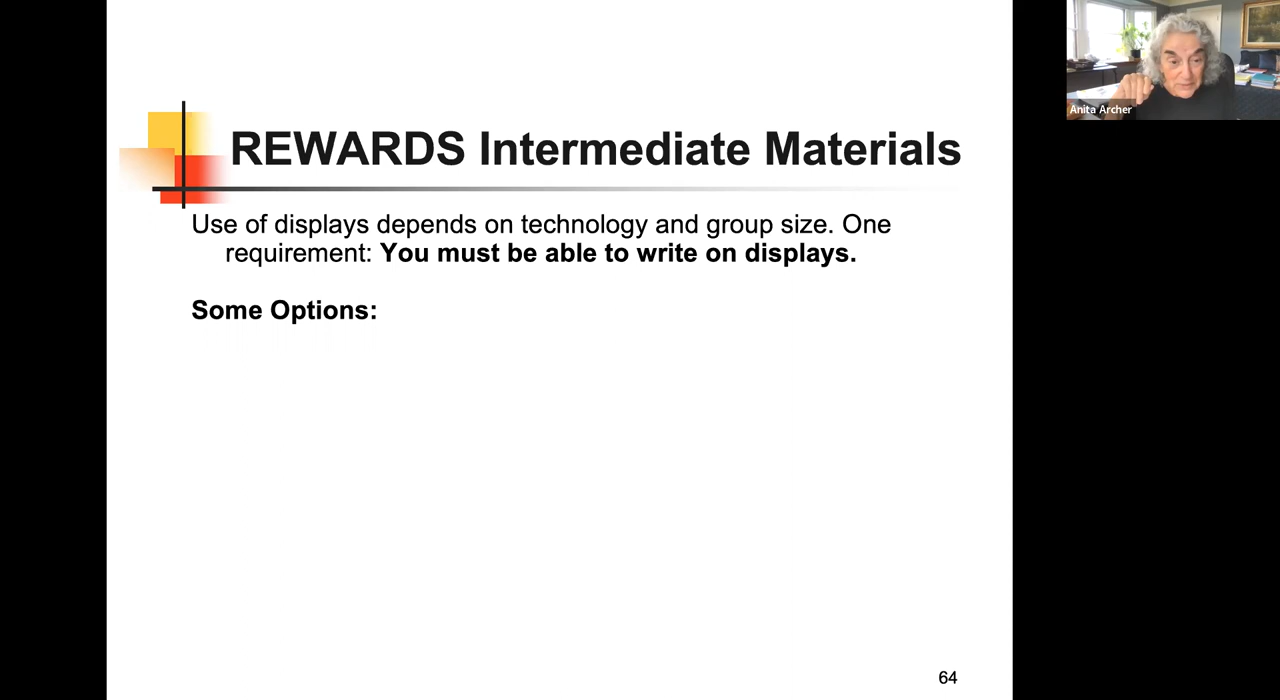 REWARDS Intermediate Materials
Use of displays depends on technology and group size. One
requirement: You must be able to write on displays.
Some Options:
64
Anita Archer